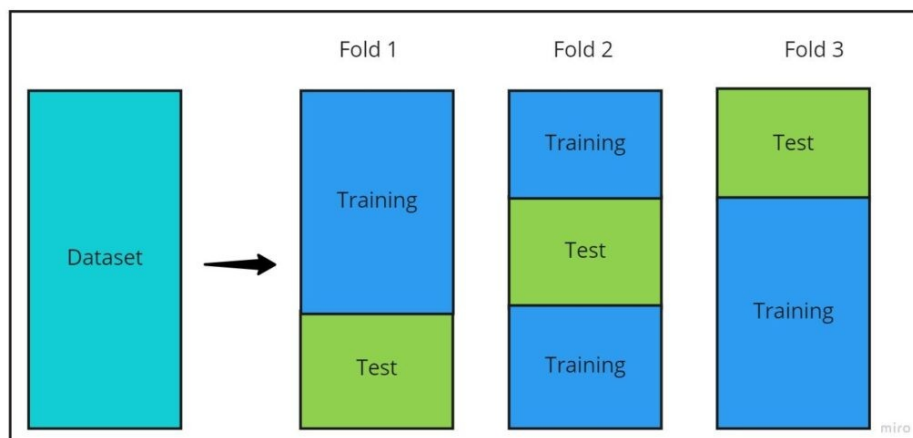 Fold 1
Fold 2
Fold 3
Dataset
Training
Test
Training
Test
Training
Test
Training
miro